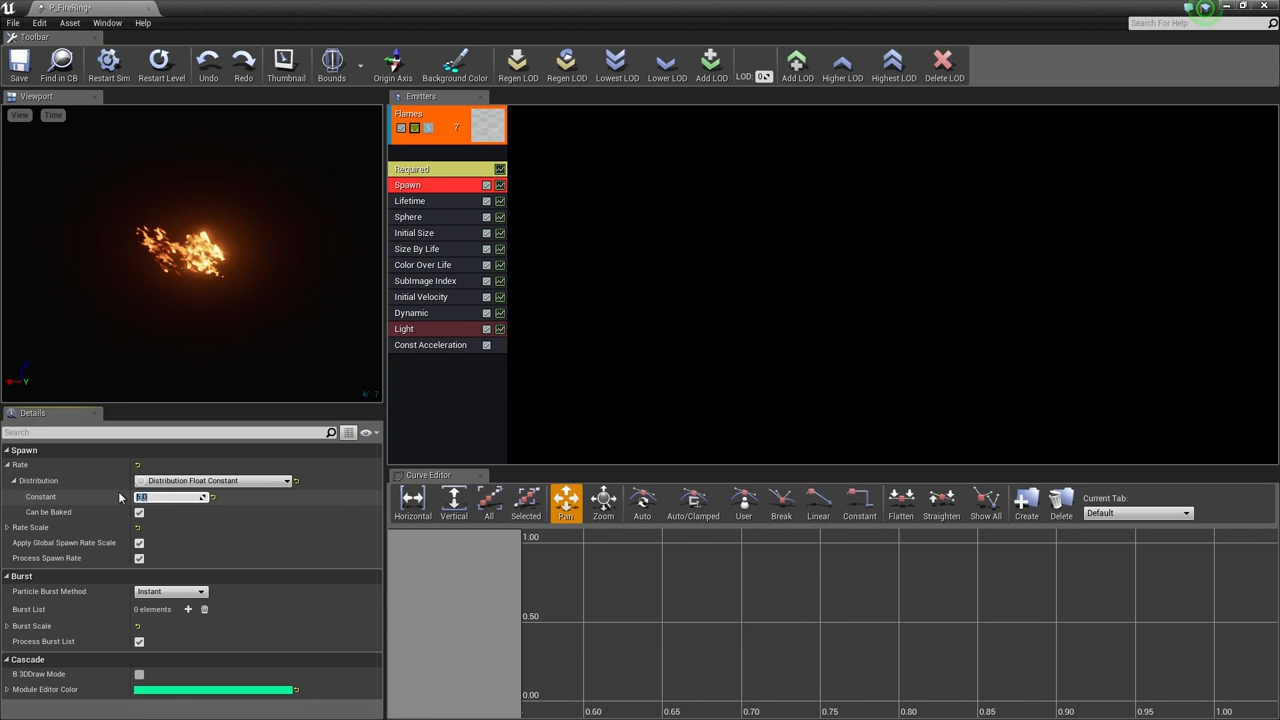 P_FireRing*
File Edit Asset Window Help
Search For Help
Toolbar
Save Find in CB Restart Sim Restart Level Undo Redo Thumbnail Bounds Origin Axis Background Color Regen LOD Regen LOD Lowest LOD Lower LOD Add LOD LOD: 0 Add LOD Higher LOD Highest LOD Delete LOD
Viewport
Emitters
View Time
Flames
7
Required
Spawn
Lifetime
Sphere
Initial Size
Size By Life
Color Over Life
SubImage Index
Initial Velocity
Dynamic
Light
Const Acceleration
Y
7
Details
Search
Spawn
Rate
Distribution Distribution Float Constant
Constant
Can be Baked
Rate Scale
Apply Global Spawn Rate Scale
Process Spawn Rate
Burst
Particle Burst Method Instant
Burst List 0 elements
Burst Scale
Process Burst List
Cascade
B 3DDraw Mode
Module Editor Color
Curve Editor
Horizontal Vertical All Selected Pan Zoom Auto Auto/Clamped User Break Linear Constant Flatten Straighten Show All Create Delete
Current Tab:
Default
1.00
0.50
0.00
0.60 0.65 0.70 0.75 0.80 0.85 0.90 0.95 1.00